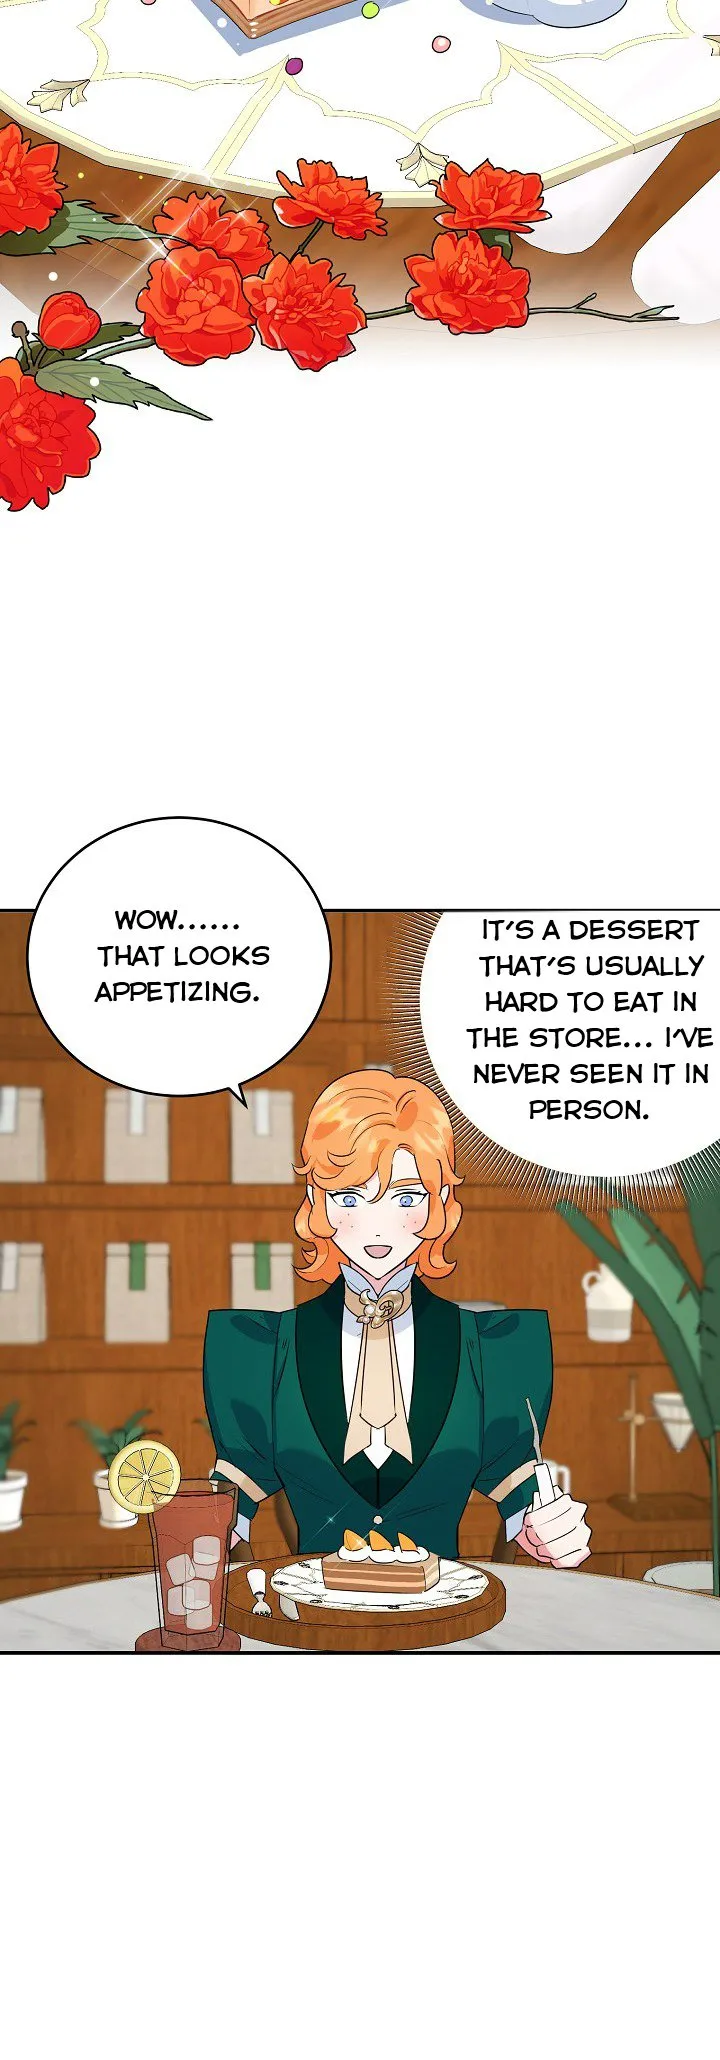 WOW......
THAT LOOKS
APPETIZING.
IT'S A DESSERT
THAT'S USUALLY
HARD TO EAT IN
THE STORE... I'VE
NEVER SEEN IT IN
PERSON.